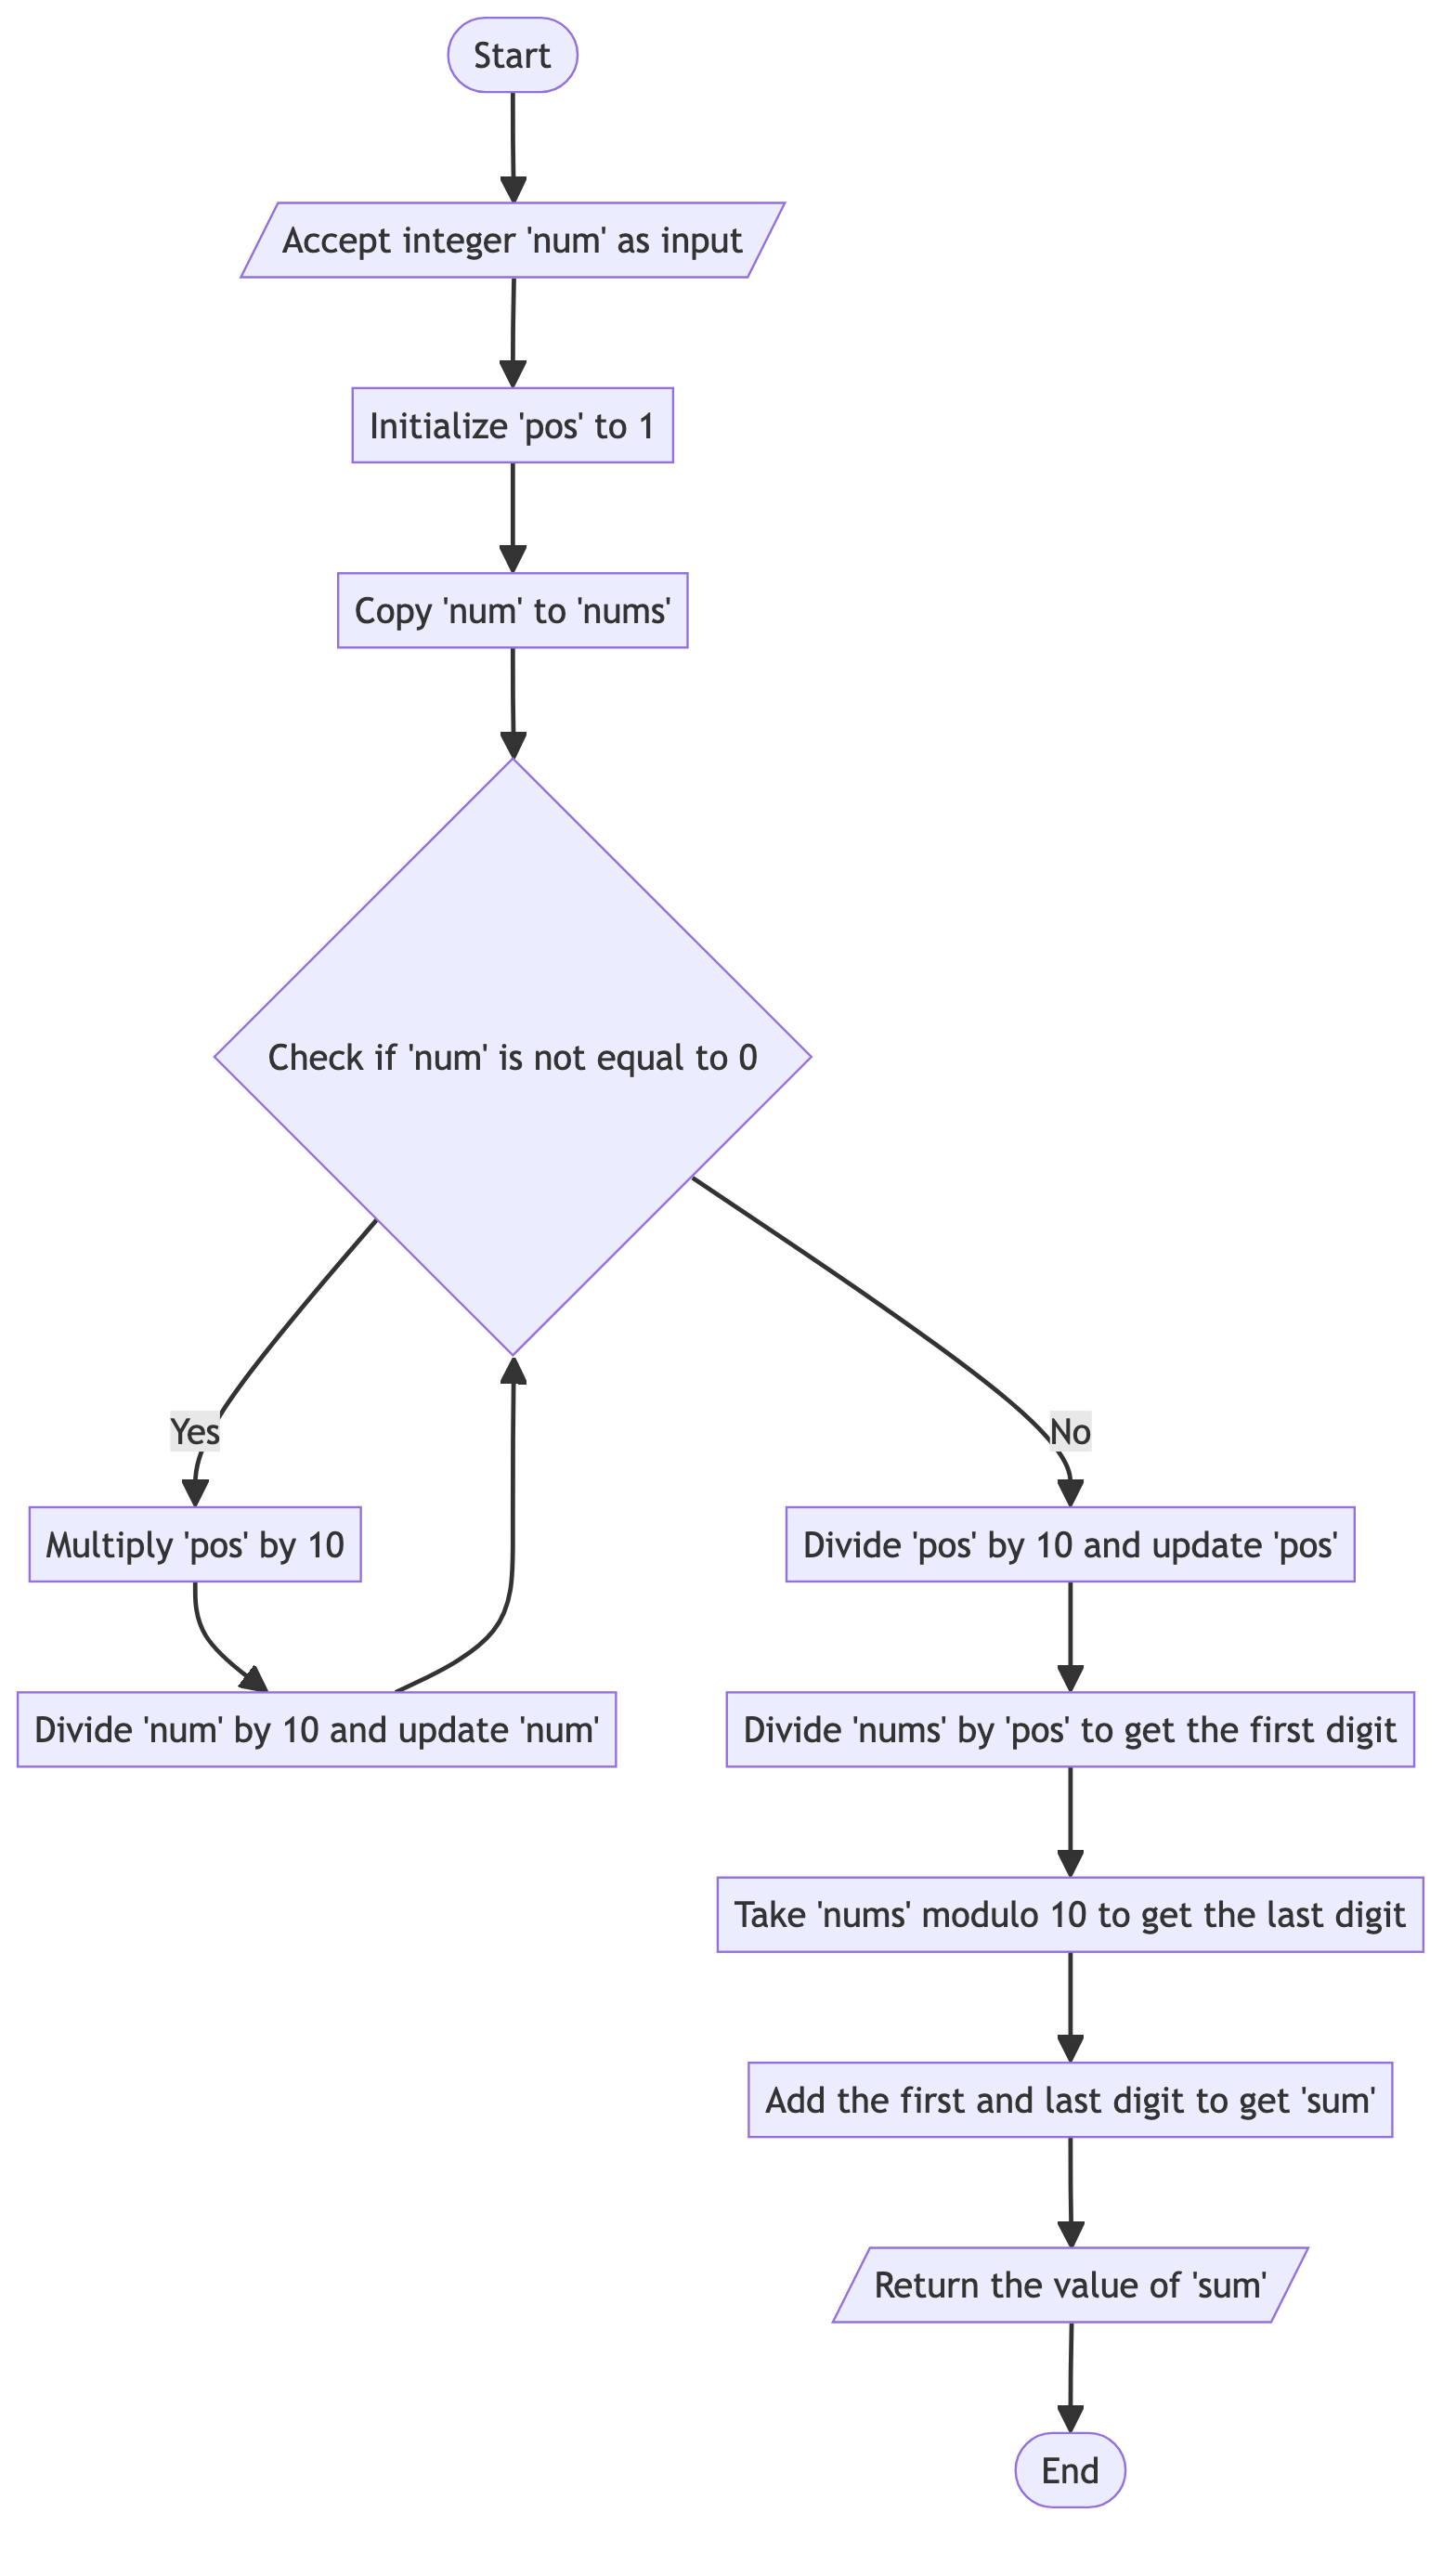 Start
Accept integer 'num' as input
Initialize 'pos' to 1
Copy 'num' to 'nums'
Check if 'num' is not equal to 0
Yes
No
Multiply 'pos' by 10
Divide 'pos' by 10 and update 'pos'
Divide 'num' by 10 and update 'num'
Divide 'nums' by 'pos' to get the first digit
Take 'nums' modulo 10 to get the last digit
Add the first and last digit to get 'sum'
Return the value of 'sum'
End